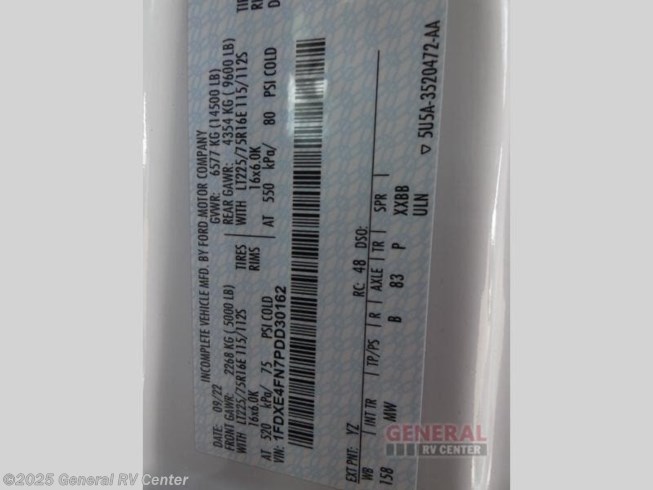 INCOMPLETE VEHICLE MFD. BY FORD MOTOR COMPANY
DATE: 09/22 GVWR: 6577 KG (14500 LB)
FRONT GAWR: 2268 KG (5000 LB) REAR GAWR: 4354 KG (9600 LB)
WITH LT225/75R16E 115/112S TIRES WITH LT225/75R16E 115/112S TIRE
16x6.0K RIMS 16x6.0K RI
AT 520 kPa/ 75 PSI COLD AT 550 kPa/ 80 PSI COLD D
VIN: 1FDXE4FN7PDD30162
EXT PNT: YZ RC: 48 DSO:
WB INT TR TP/PS R AXLE TR SPR
158 MW B 83 P XXBB
ULN
5U5A-3520472-AA
GENERAL
RV CENTER
©2025 General RV Center